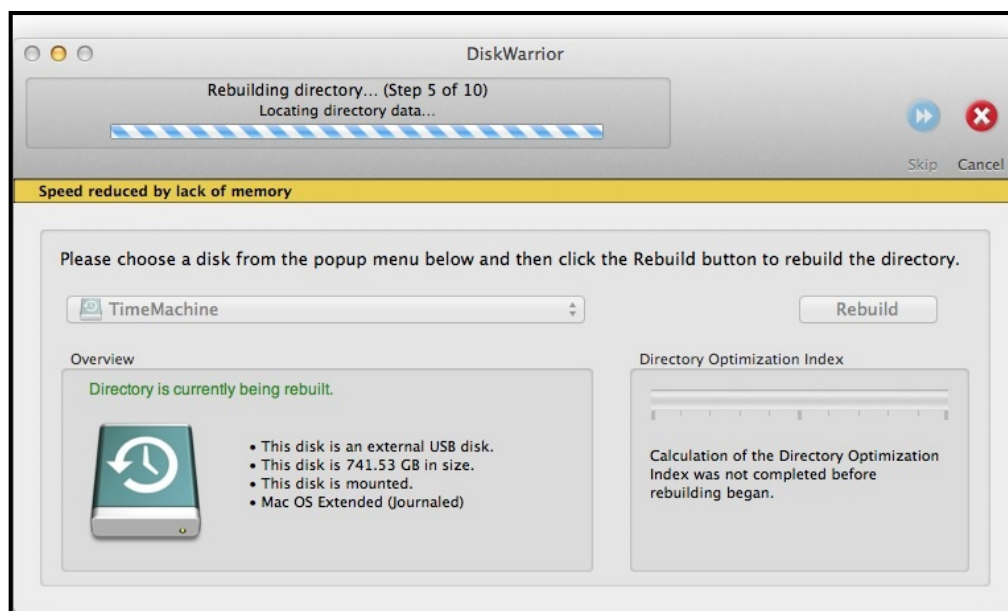 DiskWarrior
Rebuilding directory... (Step 5 of 10)
Locating directory data...
Skip
Cancel
Speed reduced by lack of memory
Please choose a disk from the popup menu below and then click the Rebuild button to rebuild the directory.
TimeMachine
Rebuild
Overview
Directory is currently being rebuilt.
• This disk is an external USB disk.
• This disk is 741.53 GB in size.
• This disk is mounted.
• Mac OS Extended (Journaled)
Directory Optimization Index
Calculation of the Directory Optimization
Index was not completed before
rebuilding began.